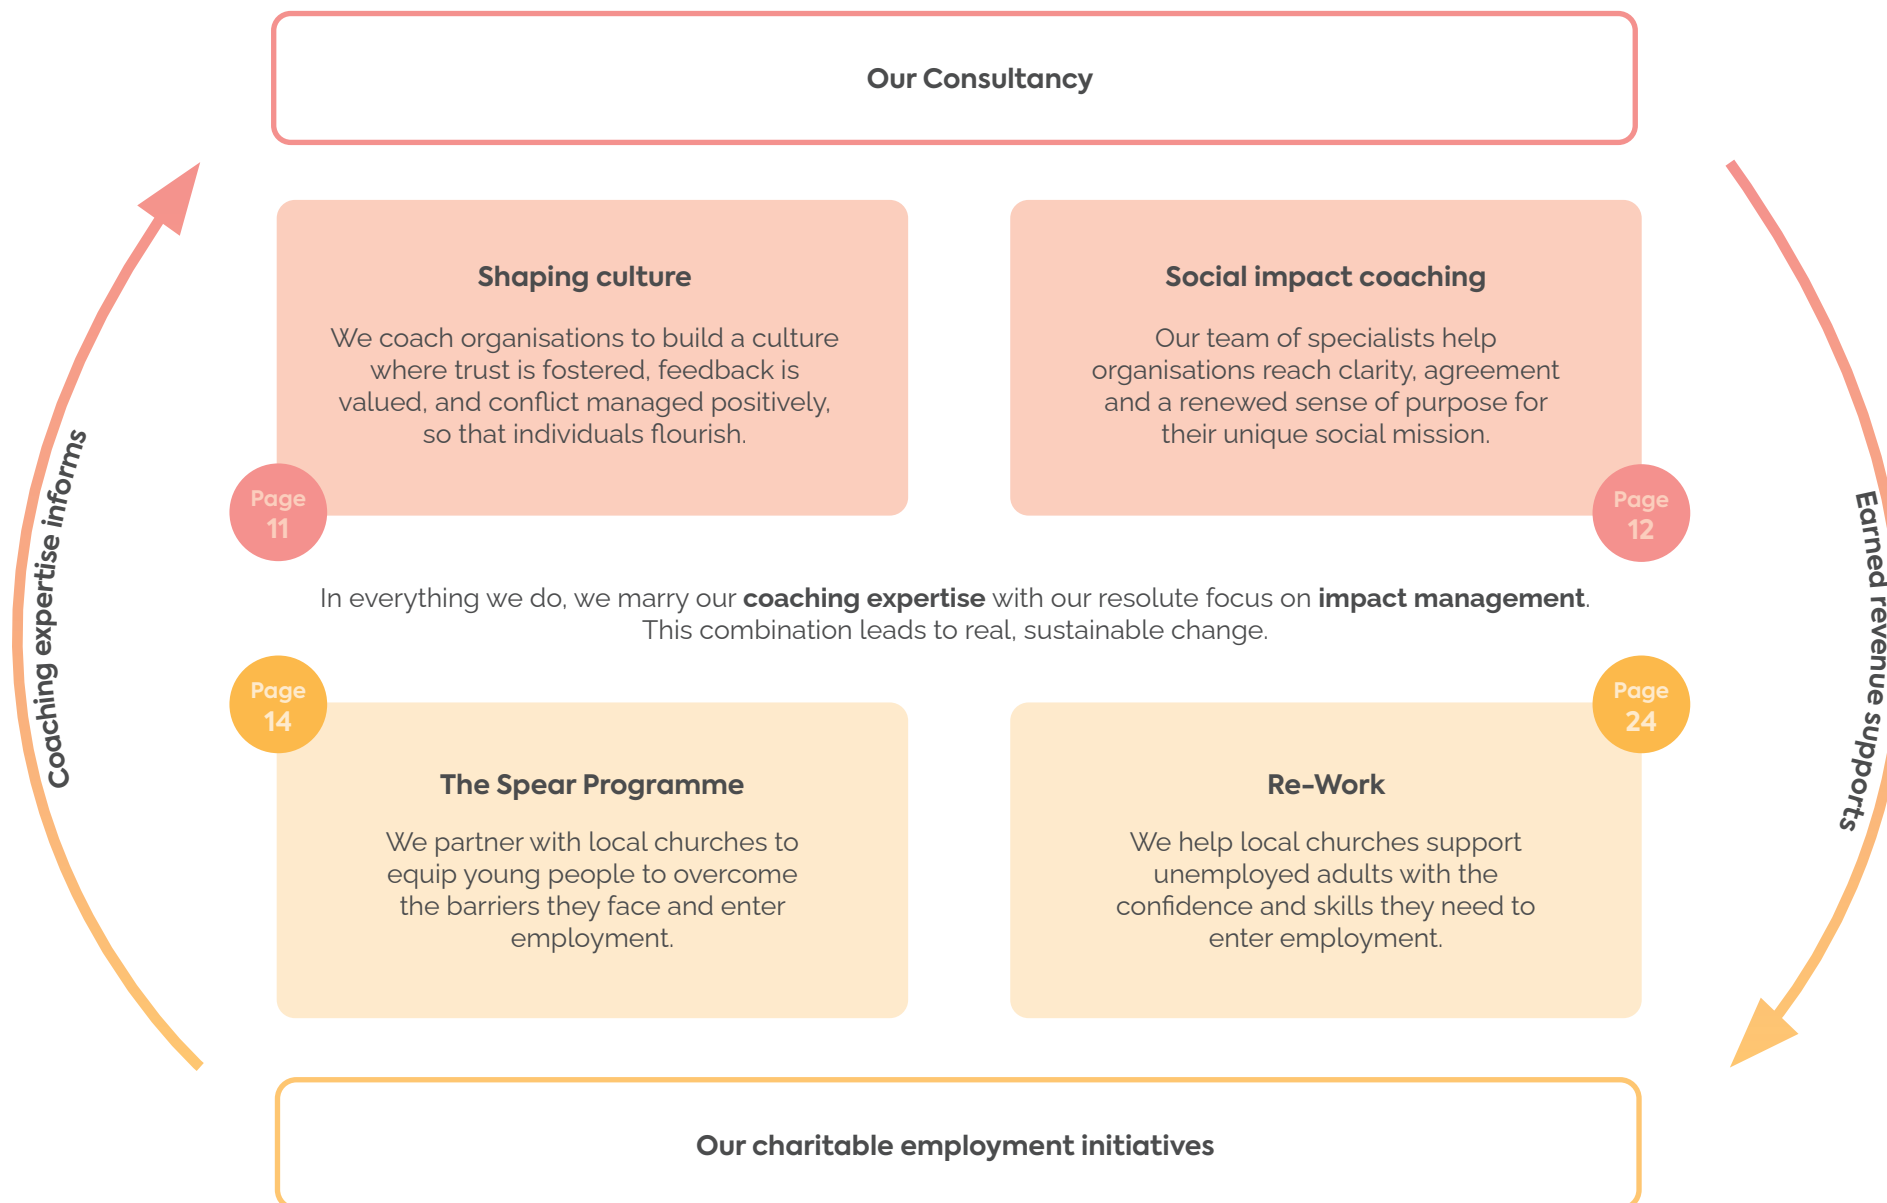 Our Consultancy
Shaping culture
We coach organisations to build a culture
where trust is fostered, feedback is
valued, and conflict managed positively,
so that individuals flourish.
Page
11
Social impact coaching
Our team of specialists help
organisations reach clarity, agreement
and a renewed sense of purpose for
their unique social mission.
Page
12
Coaching expertise informs
Earned revenue supports
In everything we do, we marry our coaching expertise with our resolute focus on impact management.
This combination leads to real, sustainable change.
Page
14
The Spear Programme
We partner with local churches to
equip young people to overcome
the barriers they face and enter
employment.
Page
24
Re-Work
We help local churches support
unemployed adults with the
confidence and skills they need to
enter employment.
Our charitable employment initiatives